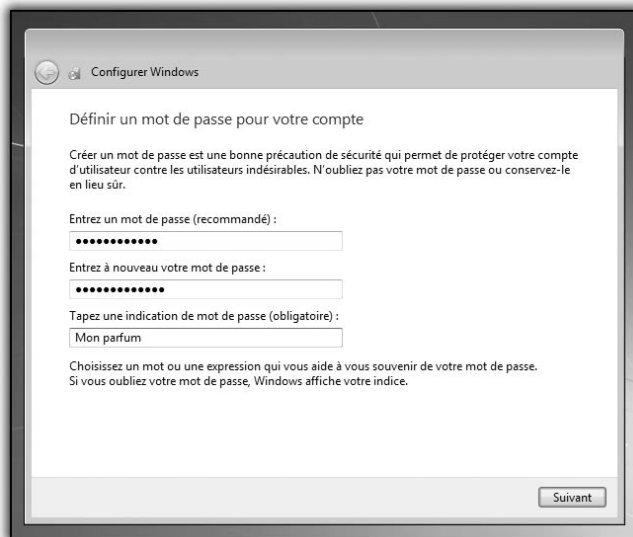 Configurer Windows
Définir un mot de passe pour votre compte
Créer un mot de passe est une bonne précaution de sécurité qui permet de protéger votre compte
d'utilisateur contre les utilisateurs indésirables. N'oubliez pas votre mot de passe ou conservez-le
en lieu sûr.
Entrez un mot de passe (recommandé) :
●●●●●●●●●●●●
Entrez à nouveau votre mot de passe :
●●●●●●●●●●●●●
Tapez une indication de mot de passe (obligatoire) :
Mon parfum
Choisissez un mot ou une expression qui vous aide à vous souvenir de votre mot de passe.
Si vous oubliez votre mot de passe, Windows affiche votre indice.
Suivant